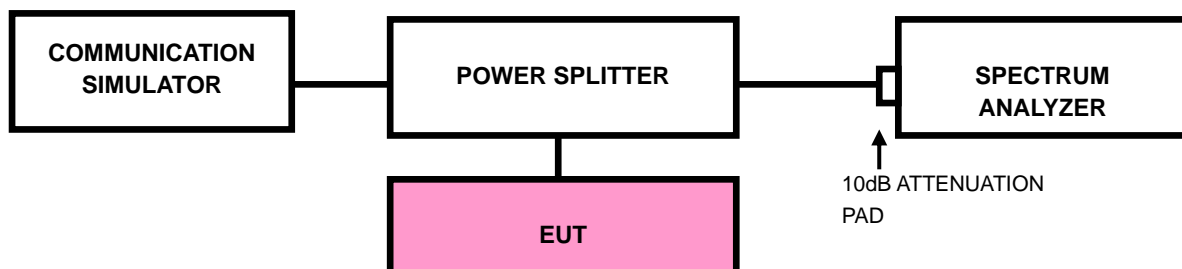 COMMUNICATION
SIMULATOR
POWER SPLITTER
SPECTRUM
ANALYZER
10dB ATTENUATION
PAD
EUT